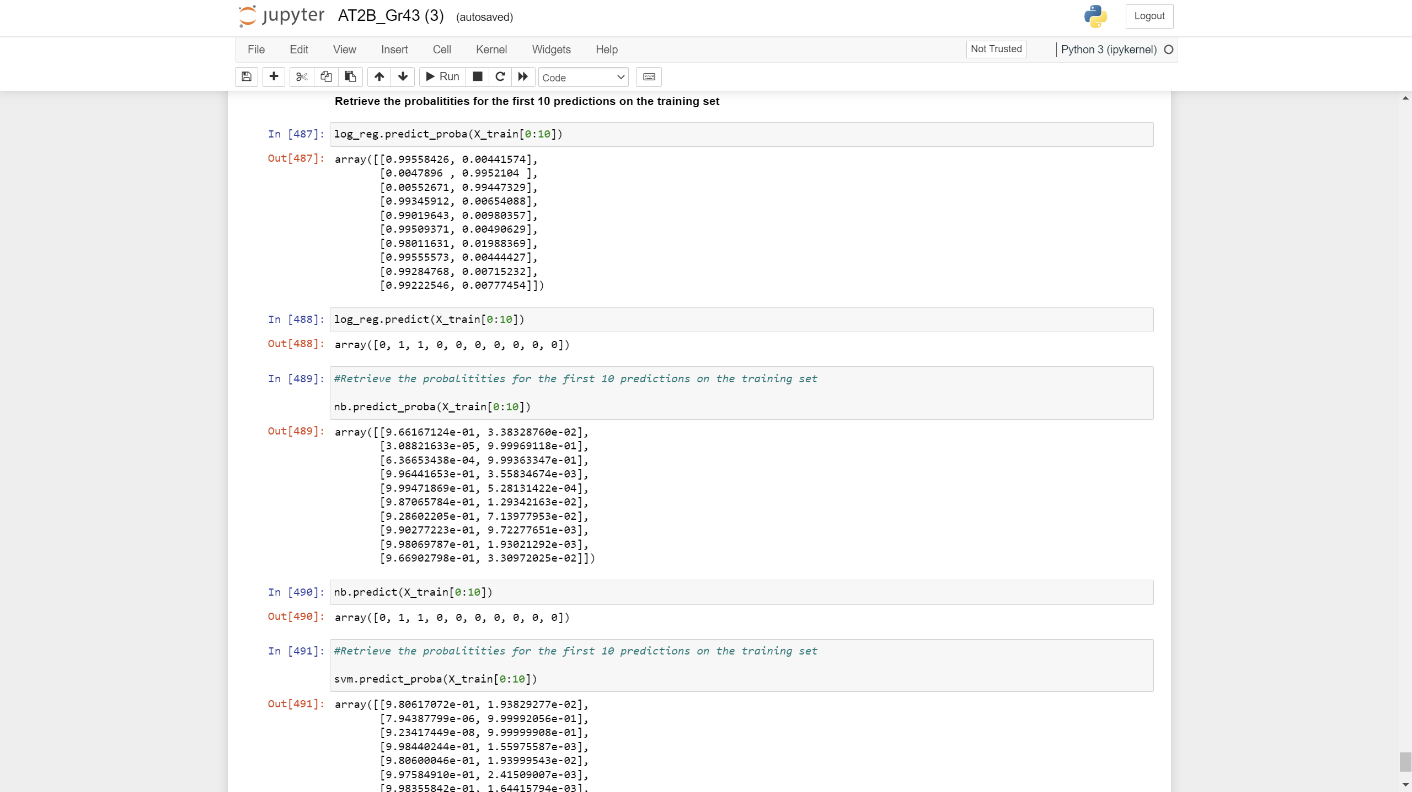 jupyter AT2B_Gr43 (3) (autosaved) Logout
File Edit View Insert Cell Kernel Widgets Help Not Trusted Python 3 (ipykernel)
Run Code
Retrieve the probalitities for the first 10 predictions on the training set
In [487]: log_reg.predict_proba(X_train[0:10])
Out[487]: array([[0.99558426, 0.00441574],
[0.0047896 , 0.9952104 ],
[0.00552671, 0.99447329],
[0.99345912, 0.00654088],
[0.99019643, 0.00980357],
[0.99509371, 0.00490629],
[0.98011631, 0.01988369],
[0.99555573, 0.00444427],
[0.99284768, 0.00715232],
[0.99222546, 0.00777454]])
In [488]: log_reg.predict(X_train[0:10])
Out[488]: array([0, 1, 1, 0, 0, 0, 0, 0, 0, 0])
In [489]: #Retrieve the probalitities for the first 10 predictions on the training set
nb.predict_proba(X_train[0:10])
Out[489]: array([[9.66167124e-01, 3.38328760e-02],
[3.08821633e-05, 9.99969118e-01],
[6.36653438e-04, 9.99363347e-01],
[9.96441653e-01, 3.55834674e-03],
[9.99471869e-01, 5.28131422e-04],
[9.87065784e-01, 1.29342163e-02],
[9.28602205e-01, 7.13977953e-02],
[9.90277223e-01, 9.72277651e-03],
[9.98069787e-01, 1.93021292e-03],
[9.66902798e-01, 3.30972025e-02]])
In [490]: nb.predict(X_train[0:10])
Out[490]: array([0, 1, 1, 0, 0, 0, 0, 0, 0, 0])
In [491]: #Retrieve the probalitities for the first 10 predictions on the training set
svm.predict_proba(X_train[0:10])
Out[491]: array([[9.80617072e-01, 1.93829277e-02],
[7.94387799e-06, 9.99992056e-01],
[9.23417449e-08, 9.99999908e-01],
[9.98440244e-01, 1.55975587e-03],
[9.80600046e-01, 1.93999543e-02],
[9.97584910e-01, 2.41509007e-03],
[9.98355842e-01, 1.64415794e-03],